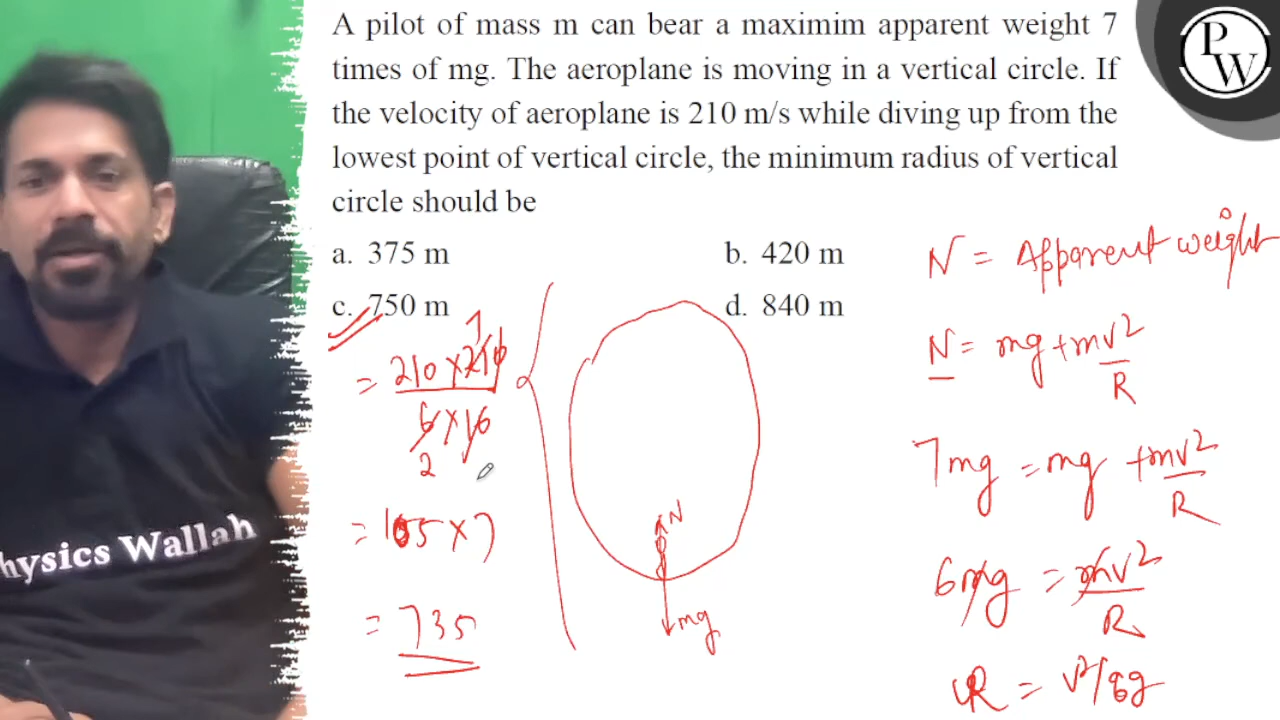 A pilot of mass m can bear a maximim apparent weight 7
times of mg. The aeroplane is moving in a vertical circle. If
the velocity of aeroplane is 210 m/s while diving up from the
lowest point of vertical circle, the minimum radius of vertical
circle should be
a. 375 m
b. 420 m
c. 750 m
d. 840 m
PW
N = Apparent weight
N = mg + mv²/R
7mg = mg + mv²/R
6mg = mv²/R
R = v²/6g
= 210 × 210
6 × 10
7
2
= 105 × 7
= 735
N
mg
hysics Wallah